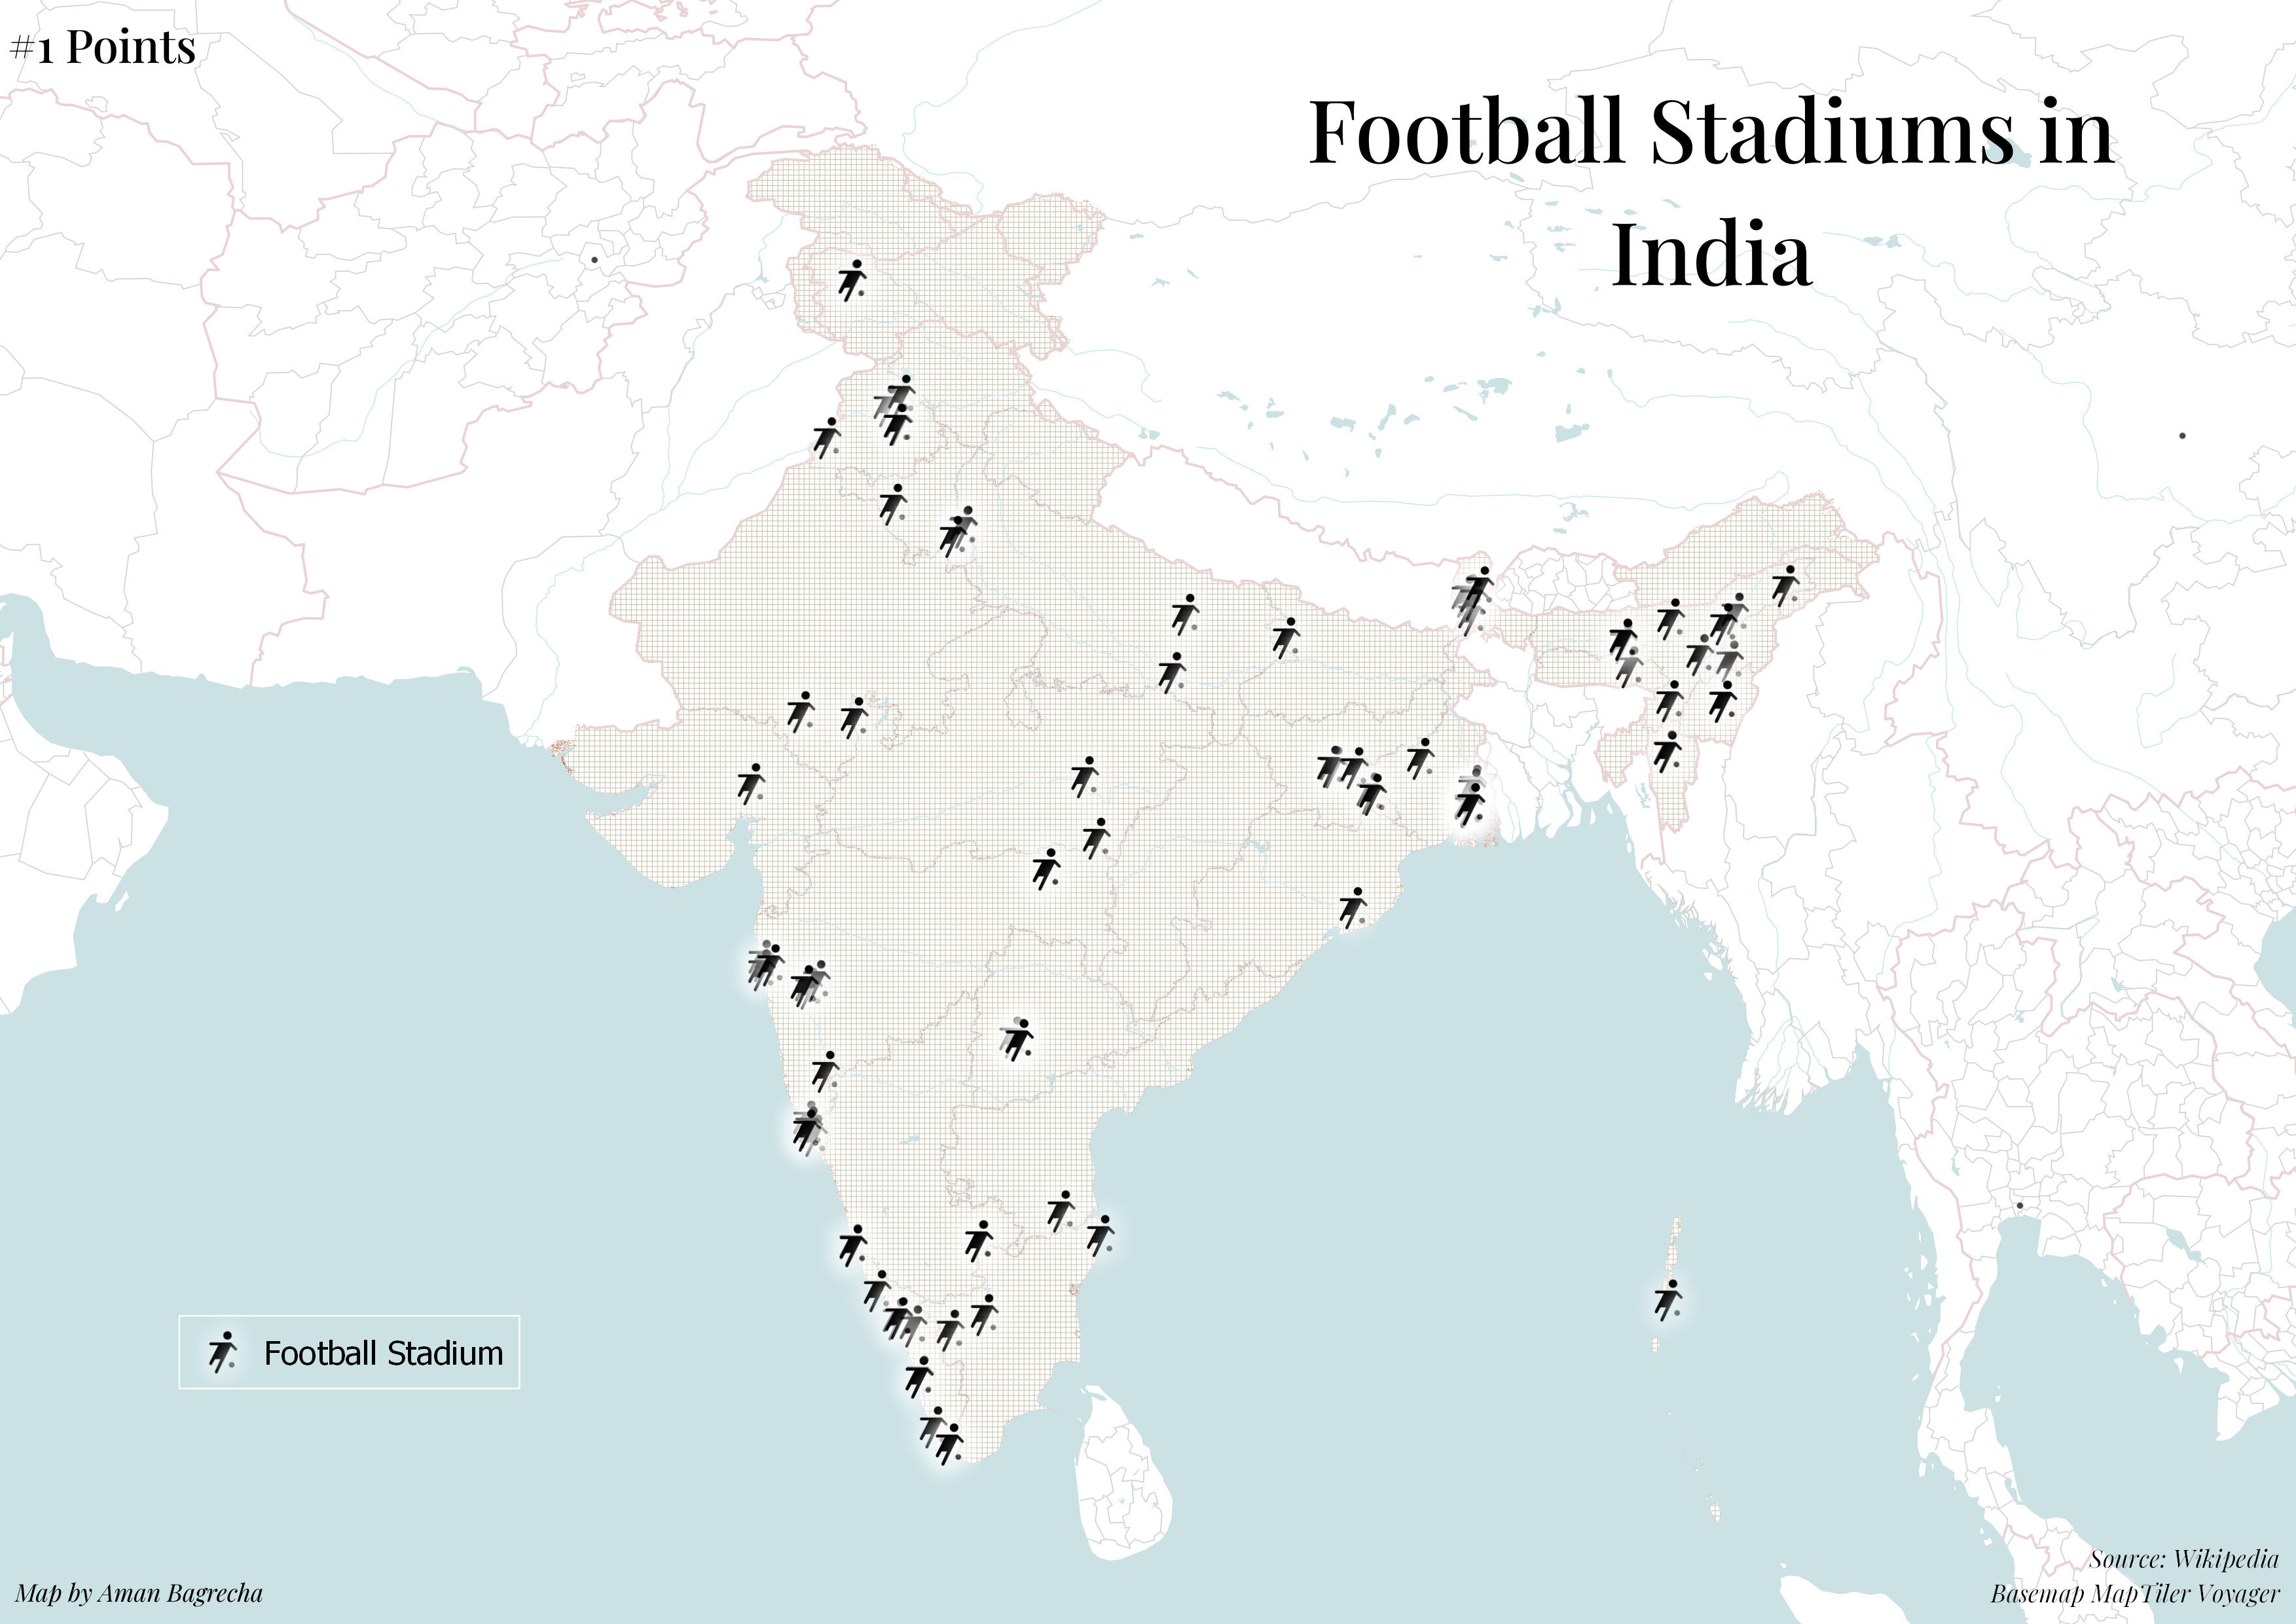 #1 Points
Football Stadiums in
India
Football Stadium
Map by Aman Bagrecha
Source: Wikipedia
Basemap MapTiler Voyager